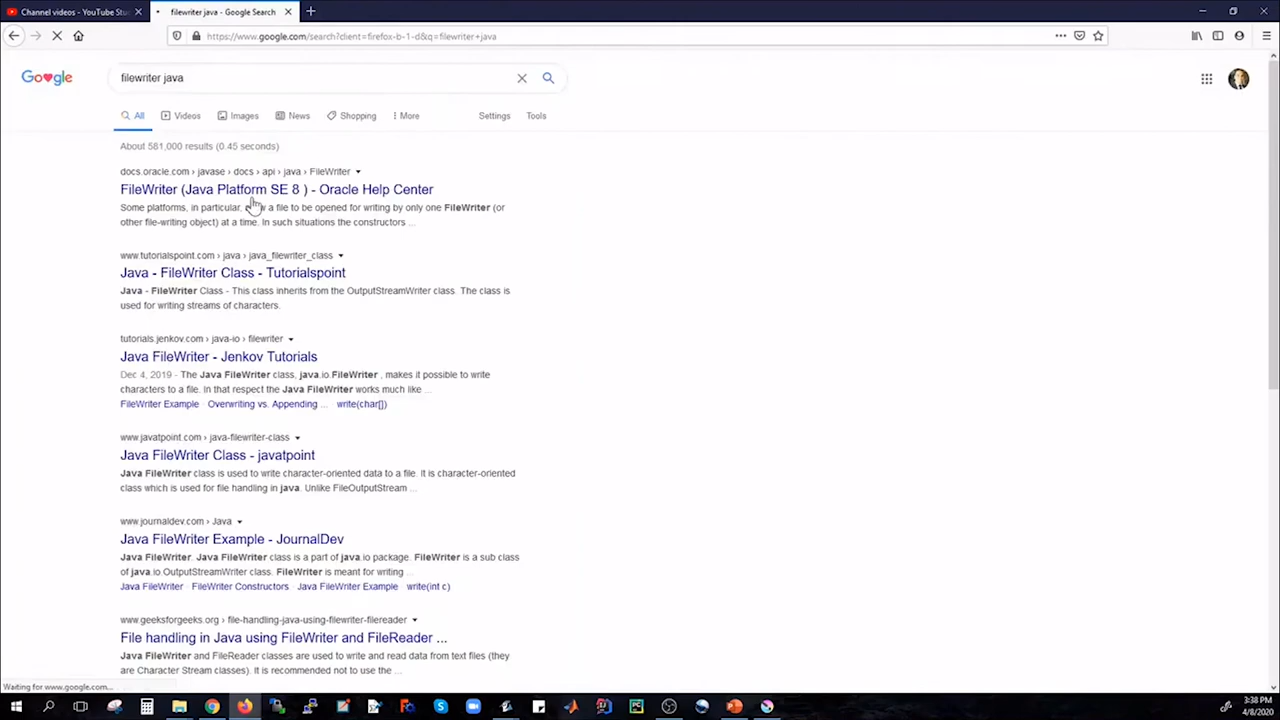 Channel videos - YouTube Stu
filewriter java - Google Search
https://www.google.com/search?client=firefox-b-1-d&q=filewriter+java
filewriter java
All
Videos
Images
News
Shopping
More
Settings
Tools
About 581,000 results (0.45 seconds)
docs.oracle.com › javase › docs › api › java › FileWriter
FileWriter (Java Platform SE 8 ) - Oracle Help Center
Some platforms, in particular, a file to be opened for writing by only one FileWriter (or
other file-writing object) at a time. In such situations the constructors ...
www.tutorialspoint.com › java › java_filewriter_class
Java - FileWriter Class - Tutorialspoint
Java - FileWriter Class - This class inherits from the OutputStreamWriter class. The class is
used for writing streams of characters.
tutorials.jenkov.com › java-io › filewriter
Java FileWriter - Jenkov Tutorials
Dec 4, 2019 - The Java FileWriter class, java.io.FileWriter , makes it possible to write
characters to a file. In that respect the Java FileWriter works much like ...
FileWriter Example · Overwriting vs. Appending ... · write(char[])
www.javatpoint.com › java-filewriter-class
Java FileWriter Class - javatpoint
Java FileWriter class is used to write character-oriented data to a file. It is character-oriented
class which is used for file handling in java. Unlike FileOutputStream ...
www.journaldev.com › Java
Java FileWriter Example - JournalDev
Java FileWriter. Java FileWriter class is a part of java.io package. FileWriter is a sub class
of java.io.OutputStreamWriter class. FileWriter is meant for writing ...
Java FileWriter · FileWriter Constructors · Java FileWriter Example · write(int c)
www.geeksforgeeks.org › file-handling-java-using-filewriter-filereader
File handling in Java using FileWriter and FileReader ...
Java FileWriter and FileReader classes are used to write and read data from text files (they
are Character Stream classes). It is recommended not to use the ...
Waiting for www.google.com...
3:38 PM
4/8/2020